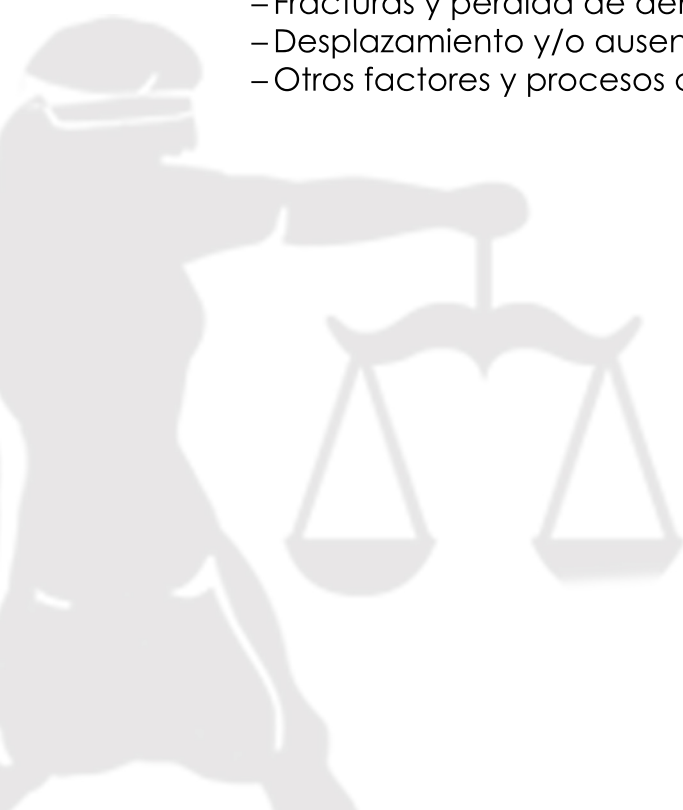 – Fracturas y pérdida de
– Desplazamiento y/o
– Otros factores y procesos